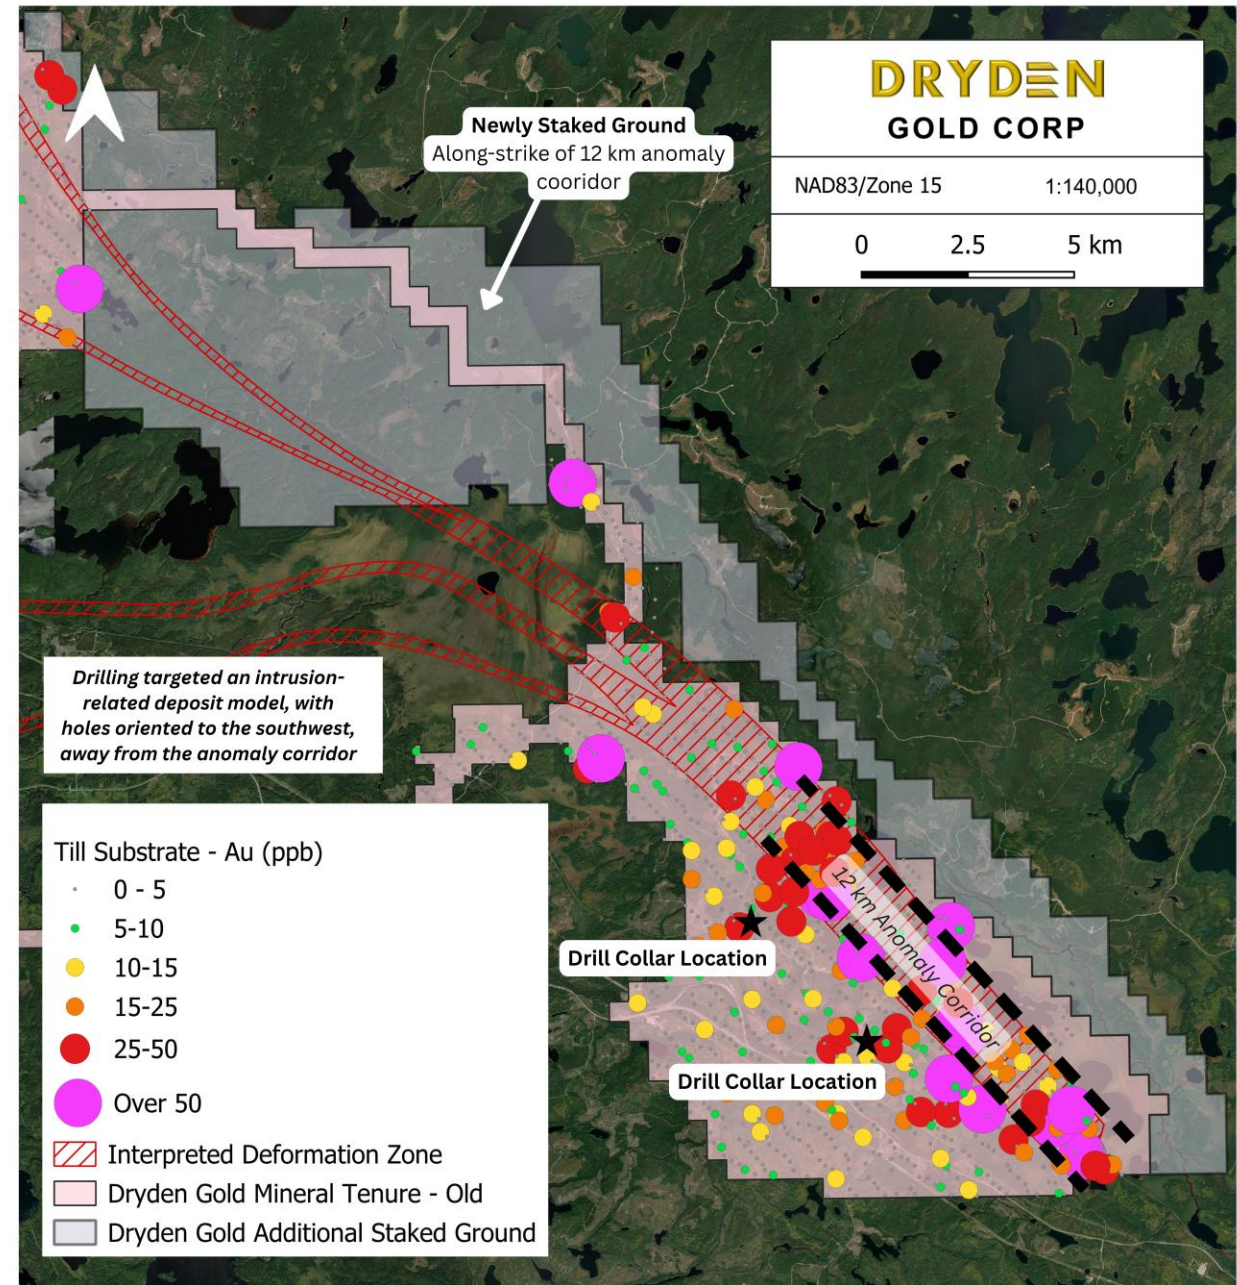 DRYDEN
GOLD CORP
NAD83/Zone 15 1:140,000
0 2.5 5 km
Newly Staked Ground
Along-strike of 12 km anomaly
cooridor
Drilling targeted an intrusion-
related deposit model, with
holes oriented to the southwest,
away from the anomaly corridor
12 km Anomaly Corridor
Drill Collar Location
Drill Collar Location
Till Substrate - Au (ppb)
0 - 5
5-10
10-15
15-25
25-50
Over 50
Interpreted Deformation Zone
Dryden Gold Mineral Tenure - Old
Dryden Gold Additional Staked Ground